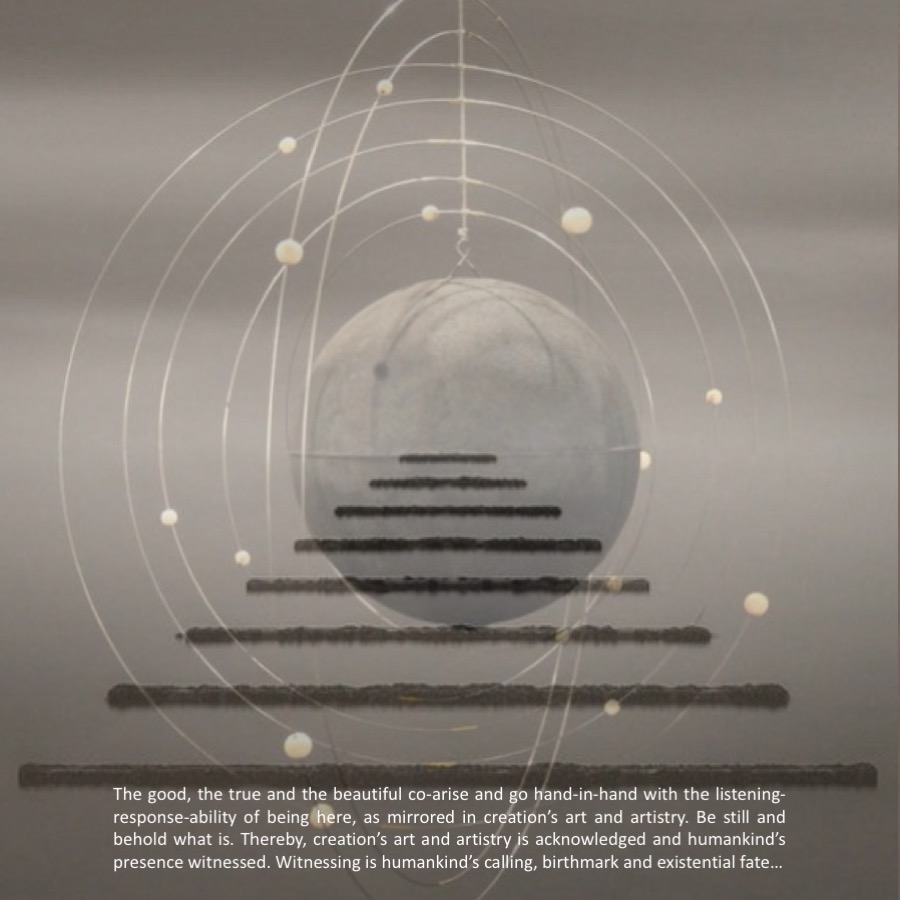 The good, the true and the beautiful co-arise and go hand-in-hand with the listening-
response-ability of being here, as mirrored in creation’s art and artistry. Be still and
behold what is. Thereby, creation’s art and artistry is acknowledged and humankind’s
presence witnessed. Witnessing is humankind’s calling, birthmark and existential fate…